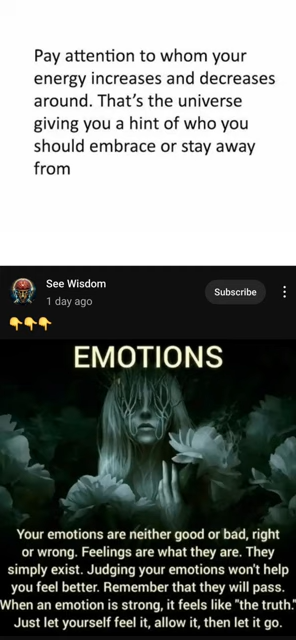 Pay attention to whom your
energy increases and decreases
around. That's the universe
giving you a hint of who you
should embrace or stay away
from
See Wisdom
Subscribe
1 day ago
👇👇👇
EMOTIONS
Your emotions are neither good or bad, right
or wrong. Feelings are what they are. They
simply exist. Judging your emotions won't help
you feel better. Remember that they will pass.
When an emotion is strong, it feels like "the truth."
Just let yourself feel it, allow it, then let it go.